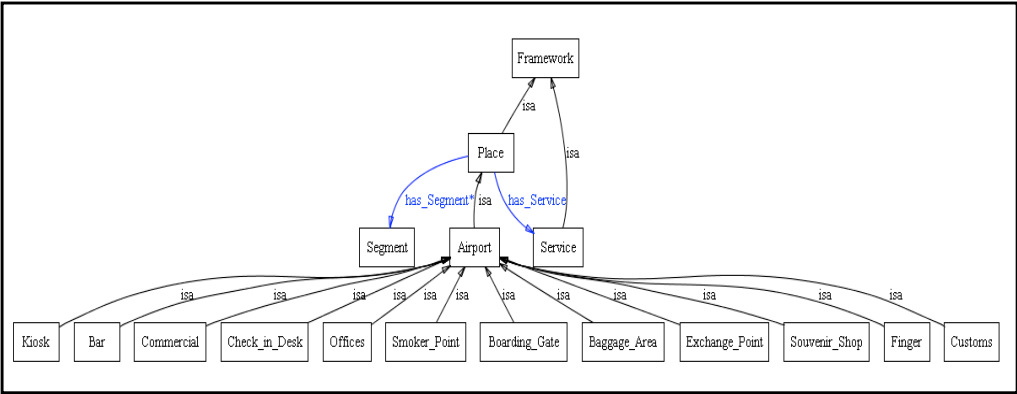 Framework
isa
Place
isa
has_Segment* isa has_Service
Segment Airport Service
isa isa isa isa isa isa isa isa isa isa isa isa
Kiosk Bar Commercial Check_in_Desk Offices Smoker_Point Boarding_Gate Baggage_Area Exchange_Point Souvenir_Shop Finger Customs